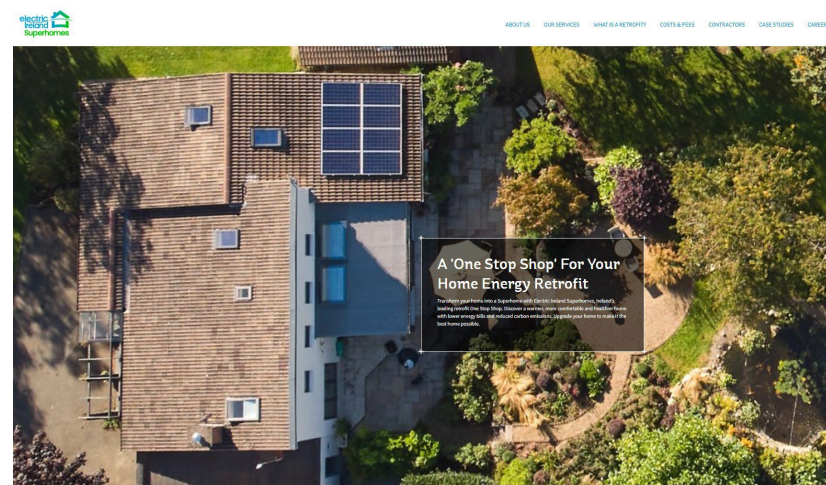 electric
Ireland
Superhomes
ABOUT US OUR SERVICES WHAT IS A RETROFIT? COSTS & FEES CONTRACTORS CASE STUDIES CAREER
A 'One Stop Shop' For Your
Home Energy Retrofit
Transform your home into a Superhome with Electric Ireland Superhomes, Ireland's
leading retrofit One Stop Shop. Discover a warmer, more comfortable and healthier home
with lower energy bills and reduced carbon emissions. Upgrade your home to make it the
best home possible.